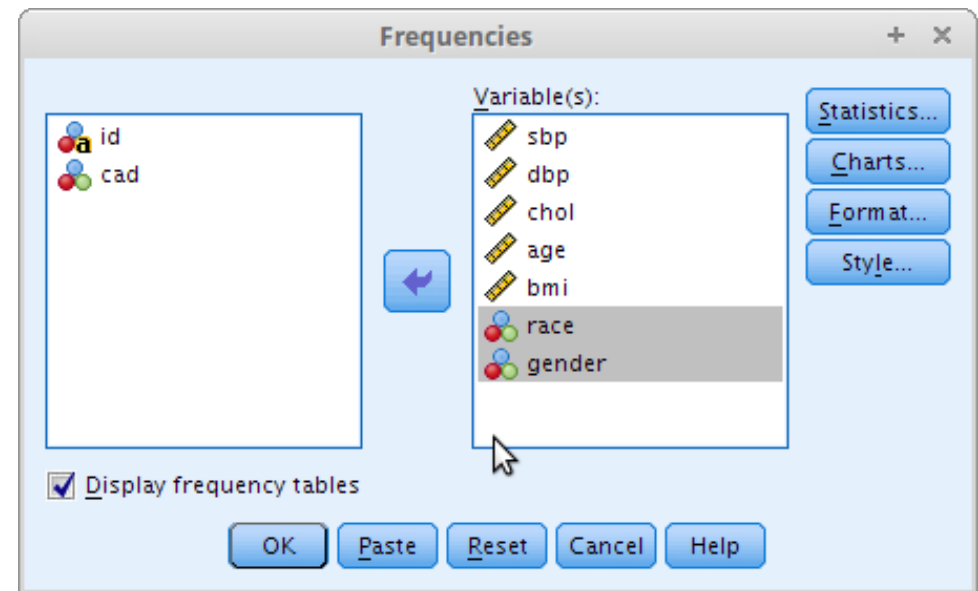 Frequencies
Variable(s):
id
cad
sbp
dbp
chol
age
bmi
race
gender
Statistics...
Charts...
Format...
Style...
Display frequency tables
OK Paste Reset Cancel Help